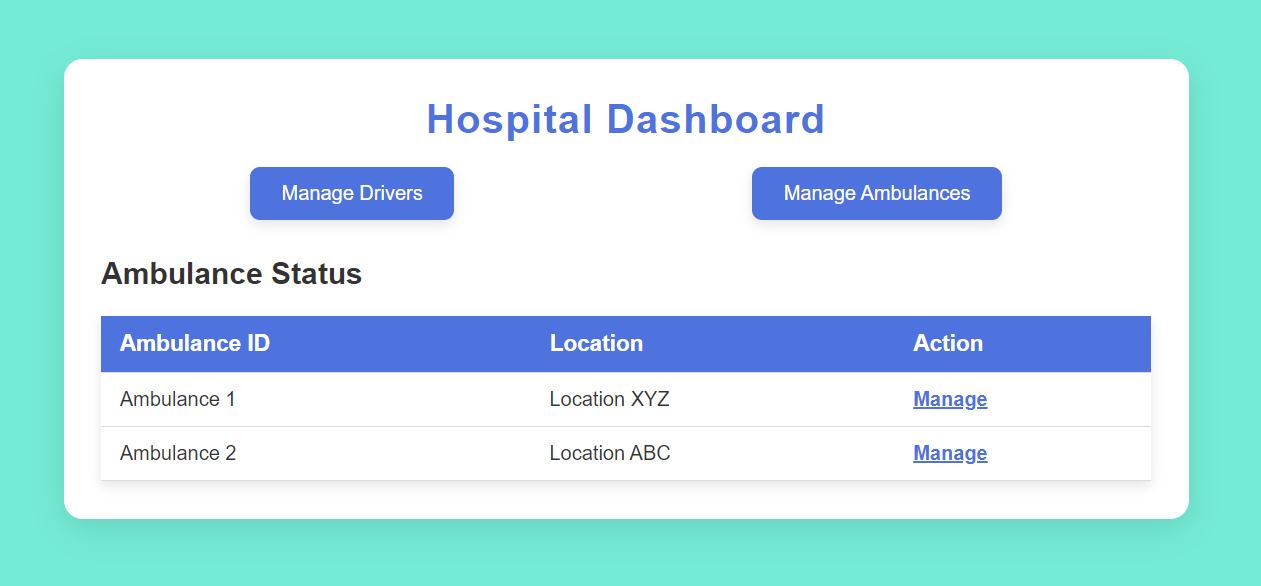 Hospital Dashboard
Manage Drivers Manage Ambulances
Ambulance Status
Ambulance ID Location Action
Ambulance 1 Location XYZ Manage
Ambulance 2 Location ABC Manage